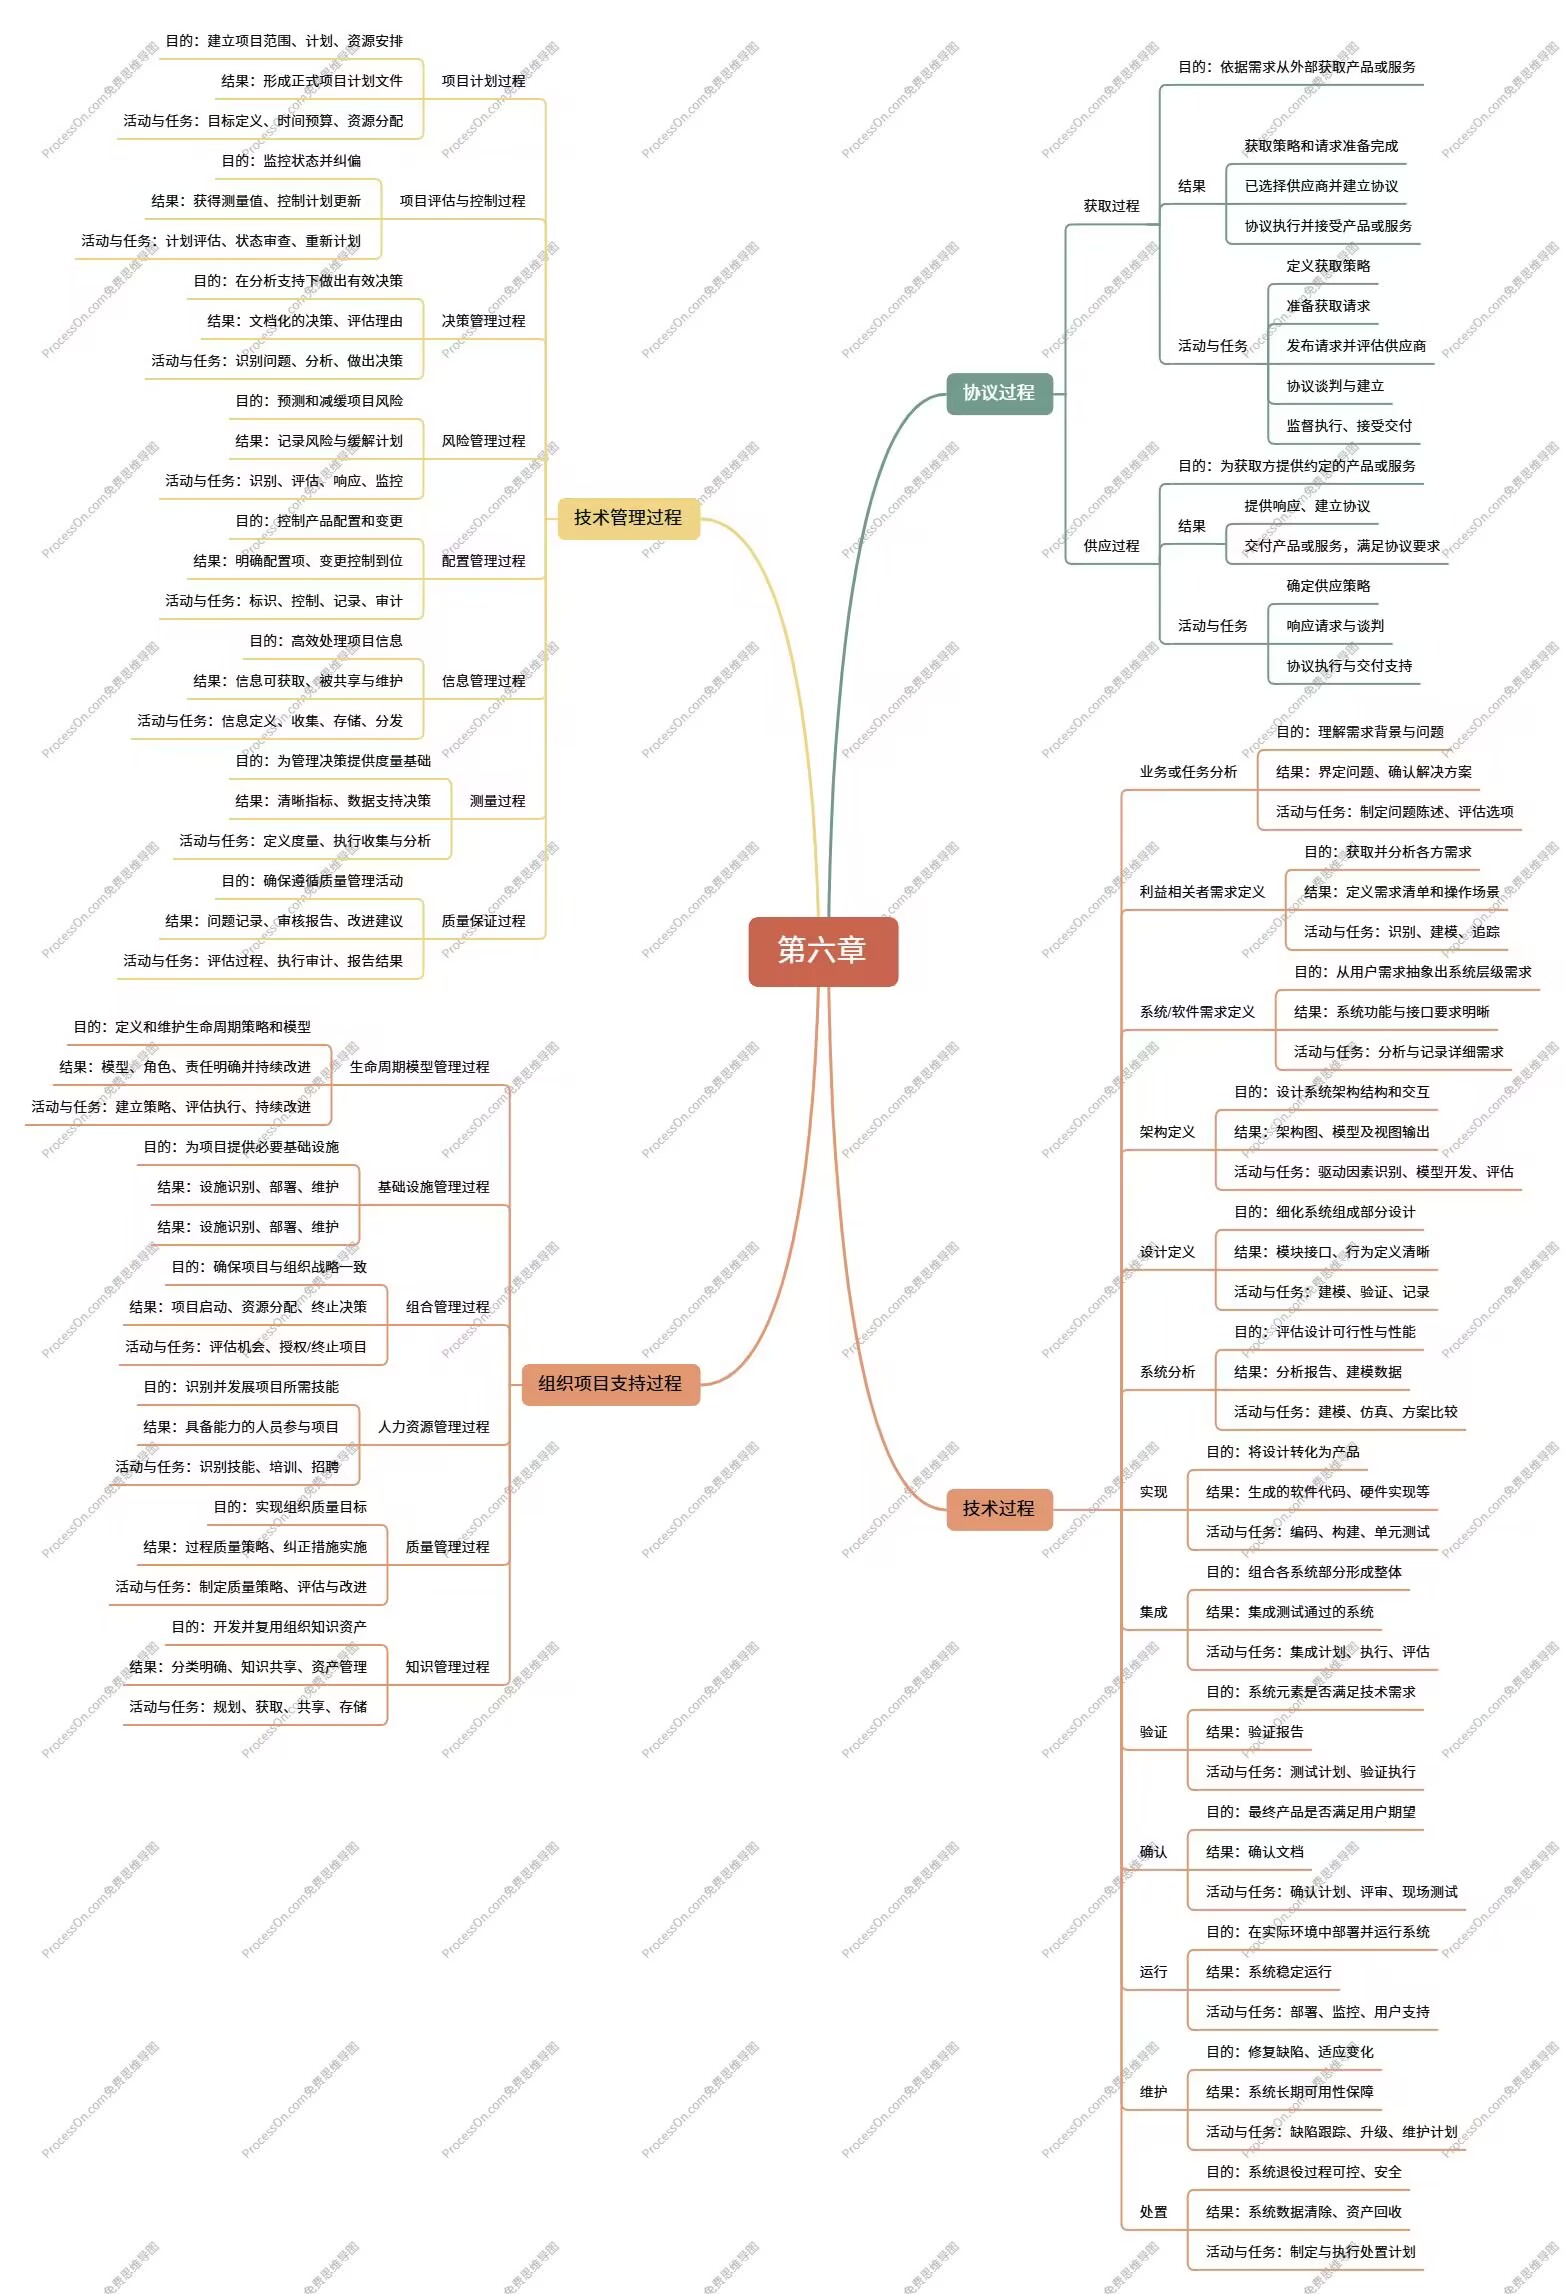 第六章
协议过程
获取过程
目的：依据需求从外部获取产品或服务
结果
获取策略和请求准备完成
已选择供应商并建立协议
协议执行并接受产品或服务
活动与任务
定义获取策略
准备获取请求
发布请求并评估供应商
协议谈判与建立
监督执行、接受交付
供应过程
目的：为获取方提供约定的产品或服务
结果
提供响应、建立协议
交付产品或服务，满足协议要求
活动与任务
确定供应策略
响应请求与谈判
协议执行与交付支持
技术过程
业务或任务分析
目的：理解需求背景与问题
结果：界定问题、确认解决方案
活动与任务：制定问题陈述、评估选项
利益相关者需求定义
目的：获取并分析各方需求
结果：定义需求清单和操作场景
活动与任务：识别、建模、追踪
系统/软件需求定义
目的：从用户需求抽象出系统层级需求
结果：系统功能与接口要求明晰
活动与任务：分析与记录详细需求
架构定义
目的：设计系统架构结构和交互
结果：架构图、模型及视图输出
活动与任务：驱动因素识别、模型开发、评估
设计定义
目的：细化系统组成部分设计
结果：模块接口、行为定义清晰
活动与任务：建模、验证、记录
系统分析
目的：评估设计可行性与性能
结果：分析报告、建模数据
活动与任务：建模、仿真、方案比较
实现
目的：将设计转化为产品
结果：生成的软件代码、硬件实现等
活动与任务：编码、构建、单元测试
集成
目的：组合各系统部分形成整体
结果：集成测试通过的系统
活动与任务：集成计划、执行、评估
验证
目的：系统元素是否满足技术需求
结果：验证报告
活动与任务：测试计划、验证执行
确认
目的：最终产品是否满足用户期望
结果：确认文档
活动与任务：确认计划、评审、现场测试
运行
目的：在实际环境中部署并运行系统
结果：系统稳定运行
活动与任务：部署、监控、用户支持
维护
目的：修复缺陷、适应变化
结果：系统长期可用性保障
活动与任务：缺陷跟踪、升级、维护计划
处置
目的：系统退役过程可控、安全
结果：系统数据清除、资产回收
活动与任务：制定与执行处置计划
技术管理过程
项目计划过程
目的：建立项目范围、计划、资源安排
结果：形成正式项目计划文件
活动与任务：目标定义、时间预算、资源分配
项目评估与控制过程
目的：监控状态并纠偏
结果：获得测量值、控制计划更新
活动与任务：计划评估、状态审查、重新计划
决策管理过程
目的：在分析支持下做出有效决策
结果：文档化的决策、评估理由
活动与任务：识别问题、分析、做出决策
风险管理过程
目的：预测和减缓项目风险
结果：记录风险与缓解计划
活动与任务：识别、评估、响应、监控
配置管理过程
目的：控制产品配置和变更
结果：明确配置项、变更控制到位
活动与任务：标识、控制、记录、审计
信息管理过程
目的：高效处理项目信息
结果：信息可获取、被共享与维护
活动与任务：信息定义、收集、存储、分发
测量过程
目的：为管理决策提供度量基础
结果：清晰指标、数据支持决策
活动与任务：定义度量、执行收集与分析
质量保证过程
目的：确保遵循质量管理活动
结果：问题记录、审核报告、改进建议
活动与任务：评估过程、执行审计、报告结果
组织项目支持过程
生命周期模型管理过程
目的：定义和维护生命周期策略和模型
结果：模型、角色、责任明确并持续改进
活动与任务：建立策略、评估执行、持续改进
基础设施管理过程
目的：为项目提供必要基础设施
结果：设施识别、部署、维护
结果：设施识别、部署、维护
组合管理过程
目的：确保项目与组织战略一致
结果：项目启动、资源分配、终止决策
活动与任务：评估机会、授权/终止项目
人力资源管理过程
目的：识别并发展项目所需技能
结果：具备能力的人员参与项目
活动与任务：识别技能、培训、招聘
质量管理过程
目的：实现组织质量目标
结果：过程质量策略、纠正措施实施
活动与任务：制定质量策略、评估与改进
知识管理过程
目的：开发并复用组织知识资产
结果：分类明确、知识共享、资产管理
活动与任务：规划、获取、共享、存储
ProcessOn.com免费思维导图